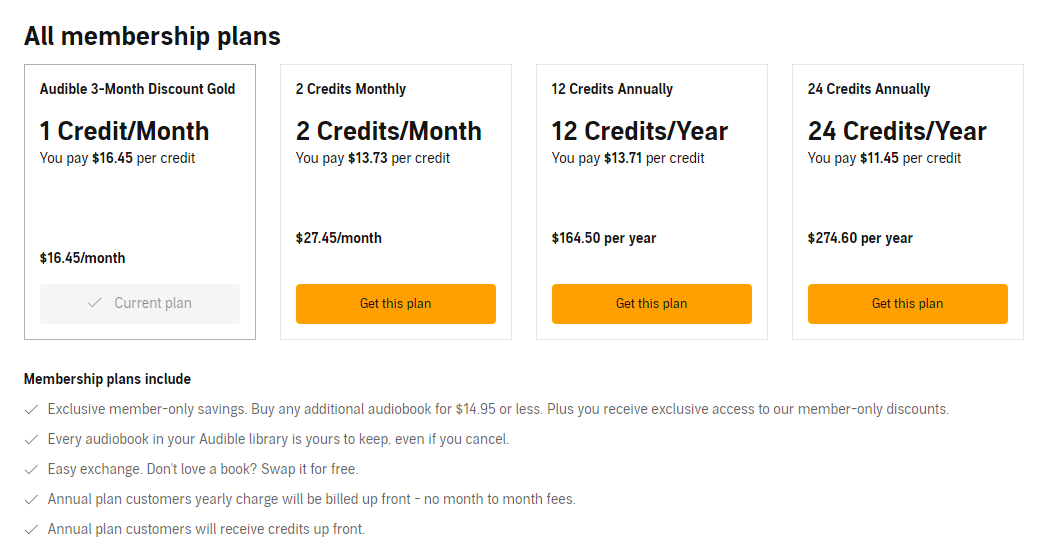 All membership plans
Audible 3-Month Discount Gold
1 Credit/Month
You pay $16.45 per credit
$16.45/month
Current plan
2 Credits Monthly
2 Credits/Month
You pay $13.73 per credit
$27.45/month
Get this plan
12 Credits Annually
12 Credits/Year
You pay $13.71 per credit
$164.50 per year
Get this plan
24 Credits Annually
24 Credits/Year
You pay $11.45 per credit
$274.60 per year
Get this plan
Membership plans include
Exclusive member-only savings. Buy any additional audiobook for $14.95 or less. Plus you receive exclusive access to our member-only discounts.
Every audiobook in your Audible library is yours to keep, even if you cancel.
Easy exchange. Don't love a book? Swap it for free.
Annual plan customers yearly charge will be billed up front - no month to month fees.
Annual plan customers will receive credits up front.